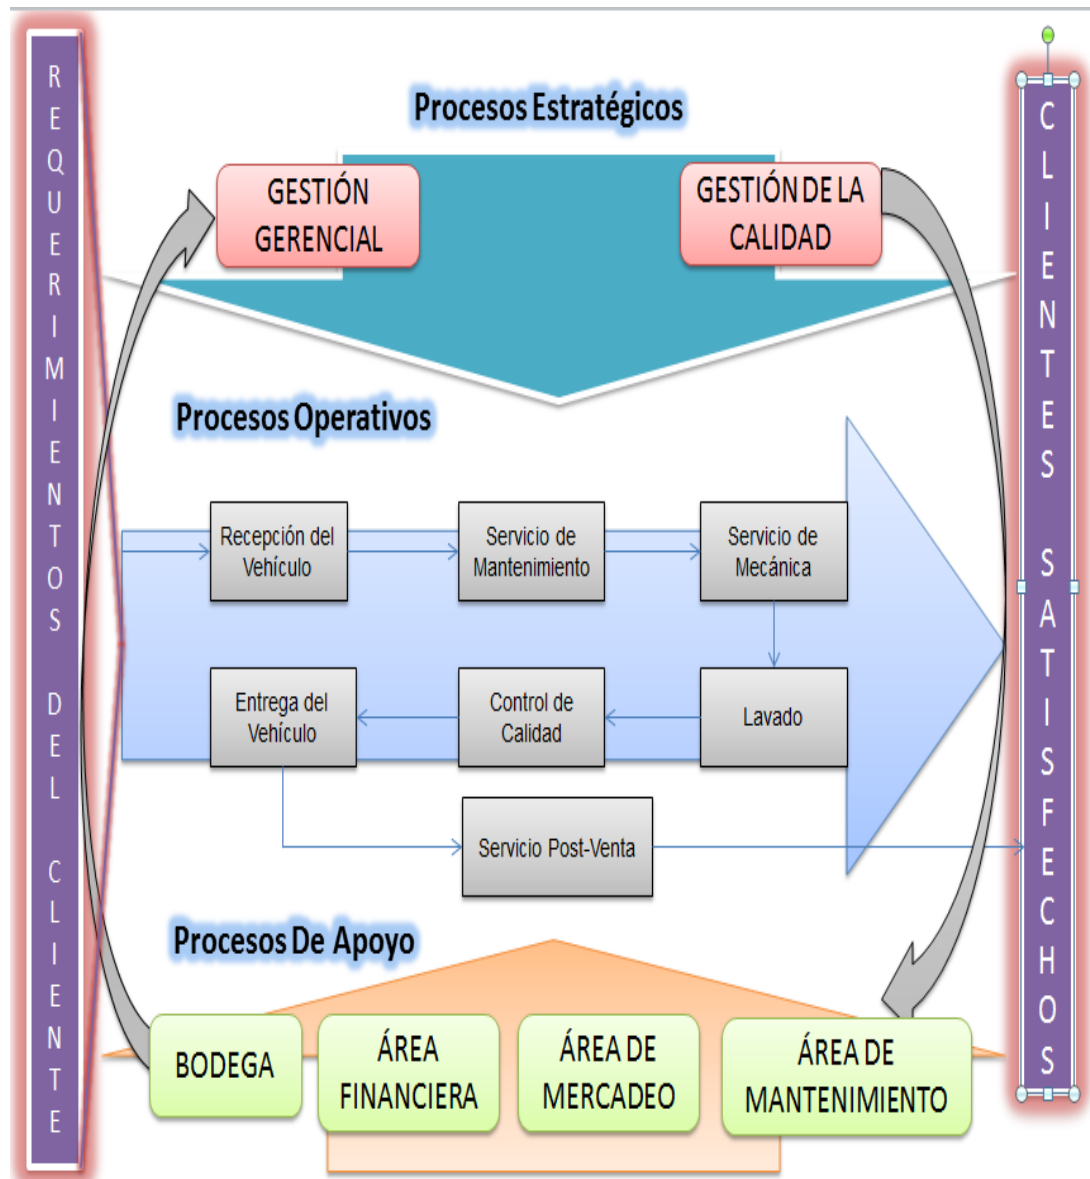 REQUERIMIENTOS DEL CLIENTE
Procesos Estratégicos
GESTIÓN
GERENCIAL
GESTIÓN DE LA
CALIDAD
Procesos Operativos
Recepción del
Vehículo
Servicio de
Mantenimiento
Servicio de
Mecánica
Entrega del
Vehículo
Control de
Calidad
Lavado
Servicio Post-Venta
Procesos De Apoyo
BODEGA
ÁREA
FINANCIERA
ÁREA DE
MERCADEO
ÁREA DE
MANTENIMIENTO
CLIENTES SATISFECHOS